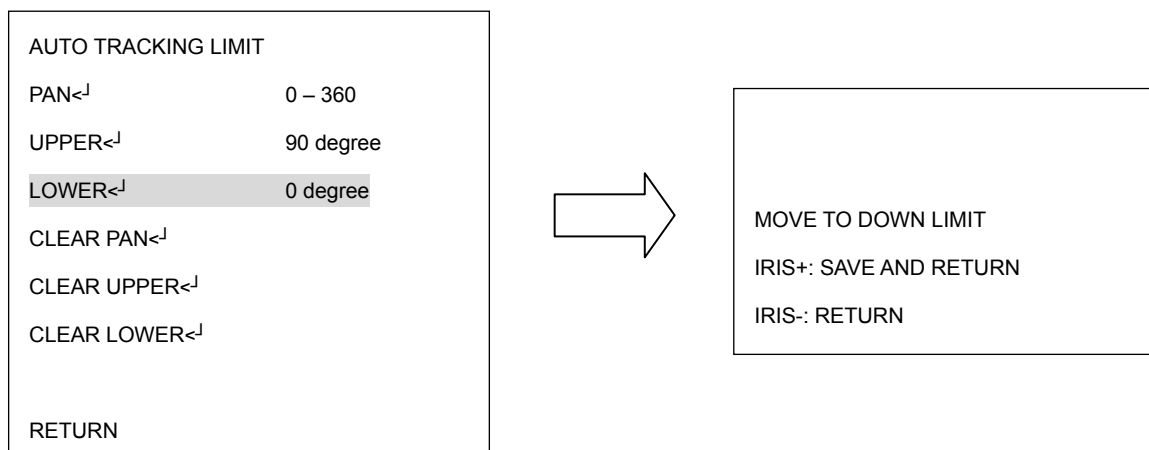 AUTO TRACKING LIMIT
PAN<┘ 0 – 360
UPPER<┘ 90 degree
LOWER<┘ 0 degree
CLEAR PAN<┘
CLEAR UPPER<┘
CLEAR LOWER<┘
RETURN
MOVE TO DOWN LIMIT
IRIS+: SAVE AND RETURN
IRIS-: RETURN